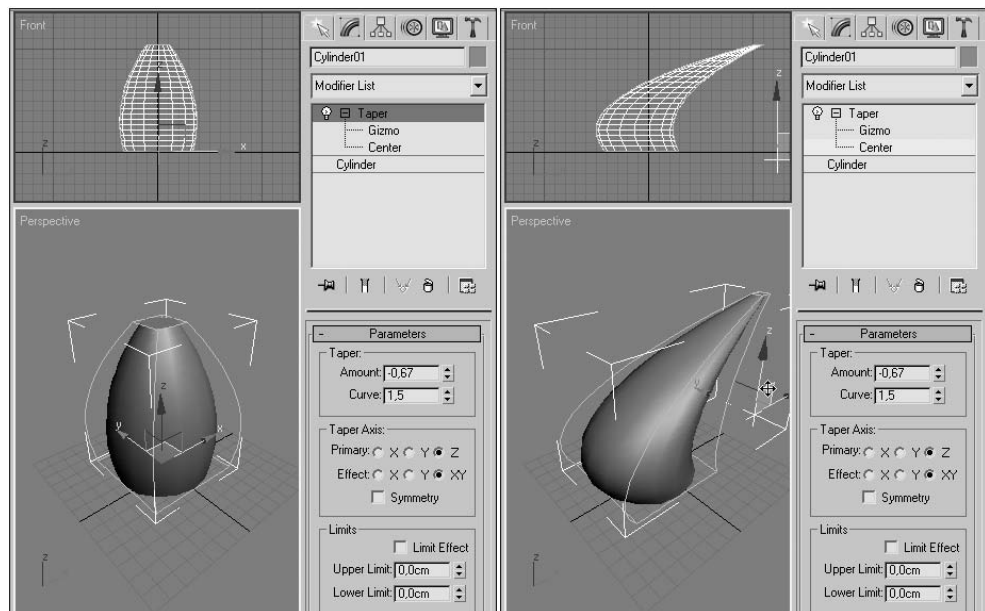 Front
z
x
Perspective
z
y
x
z
Cylinder01
Modifier List
Taper
Gizmo
Center
Cylinder
Parameters
Taper:
Amount: -0,67
Curve: 1,5
Taper Axis:
Primary: X Y Z
Effect: X Y XY
Symmetry
Limits
Limit Effect
Upper Limit: 0,0cm
Lower Limit: 0,0cm
Front
z
z
Perspective
z
y
z
Cylinder01
Modifier List
Taper
Gizmo
Center
Cylinder
Parameters
Taper:
Amount: -0,67
Curve: 1,5
Taper Axis:
Primary: X Y Z
Effect: X Y XY
Symmetry
Limits
Limit Effect
Upper Limit: 0,0cm
Lower Limit: 0,0cm